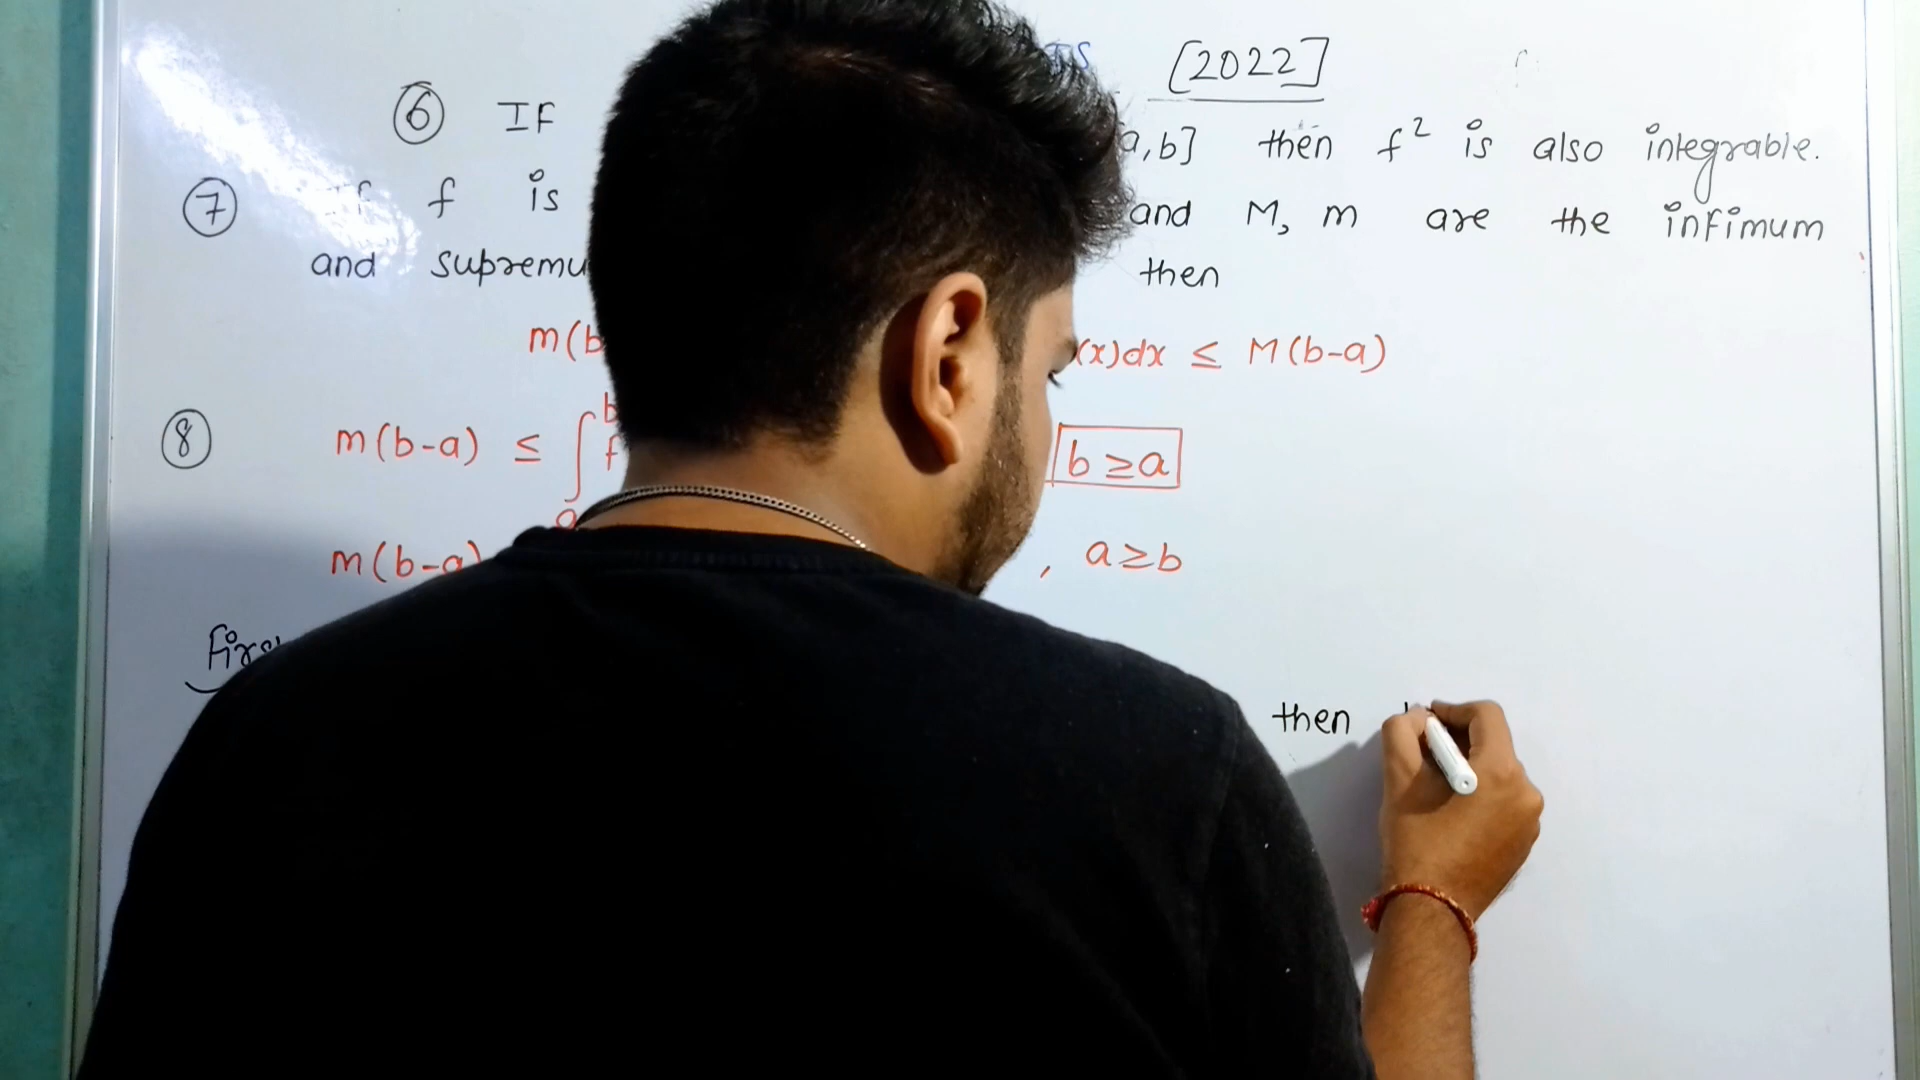 [2022]
⑥ If a,b] then f² is also integrable.
⑦ If f is and M, m are the infimum
and supremu then
m(b (x)dx ≤ M(b-a)
⑧ m(b-a) ≤ ∫ b f b ≥ a
m(b-a) , a≥b
First
then